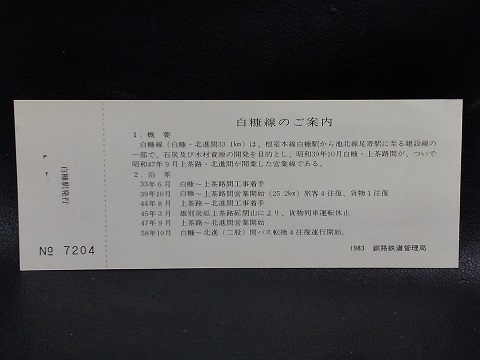 白糠線のご案内
1．概　要
白糠線（白糠・北進間33.1km）は、根室本線白糠駅から池北線足寄駅に至る建設線の
一部で、石炭及び木材資源の開発を目的とし、昭和39年10月白糠・上茶路間が、ついで
昭和47年9月上茶路・北進間が開業した営業線である。
2．沿　革
33年6月　白糠～上茶路間工事着手
39年10月　白糠～上茶路間営業開始（25.2km）旅客4往復、貨物1往復
44年8月　上茶路～北進間工事着手
45年3月　雄別炭砿上茶路砿閉山により、貨物列車運転休止
47年9月　上茶路～北進間営業開始
58年10月　白糠～北進（二股）間バス転換4往復運行開始。
1983　釧路鉄道管理局
白糠駅発行
№ 7204